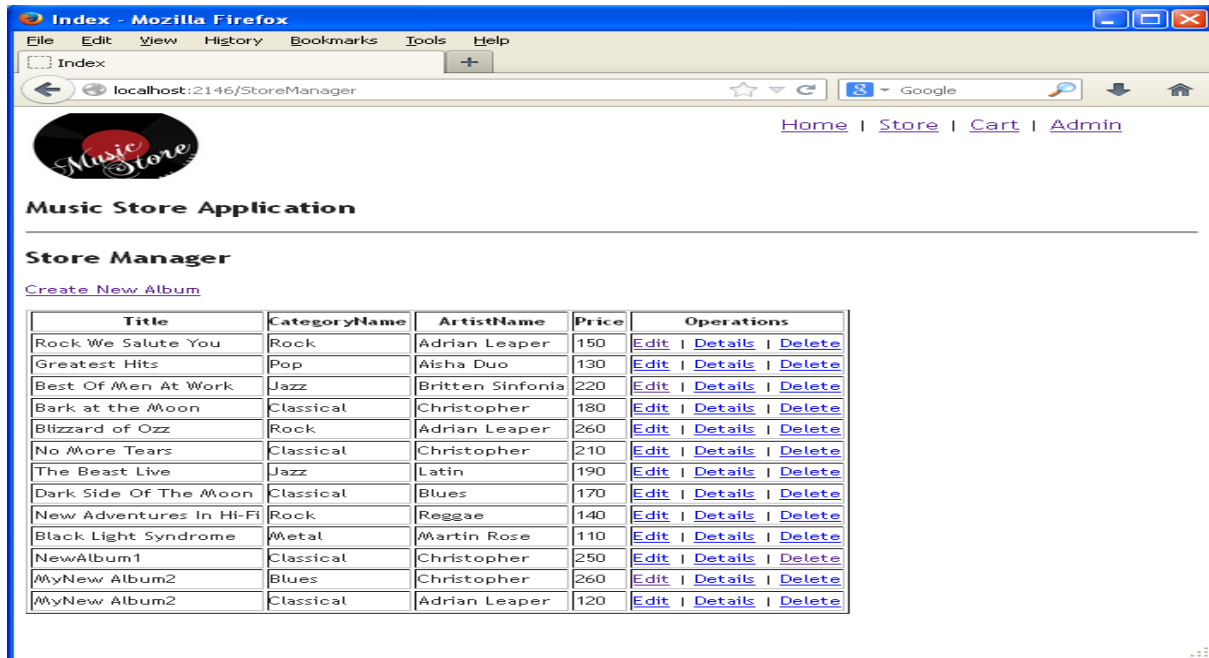 Index - Mozilla Firefox
File Edit View History Bookmarks Tools Help
Index +
localhost:2146/StoreManager 8 Google
Home | Store | Cart | Admin
Music Store
Music Store Application
Store Manager
Create New Album
Title CategoryName ArtistName Price Operations
Rock We Salute You Rock Adrian Leaper 150 Edit | Details | Delete
Greatest Hits Pop Aisha Duo 130 Edit | Details | Delete
Best Of Men At Work Jazz Britten Sinfonia 220 Edit | Details | Delete
Bark at the Moon Classical Christopher 180 Edit | Details | Delete
Blizzard of Ozz Rock Adrian Leaper 260 Edit | Details | Delete
No More Tears Classical Christopher 210 Edit | Details | Delete
The Beast Live Jazz Latin 190 Edit | Details | Delete
Dark Side Of The Moon Classical Blues 170 Edit | Details | Delete
New Adventures In Hi-Fi Rock Reggae 140 Edit | Details | Delete
Black Light Syndrome Metal Martin Rose 110 Edit | Details | Delete
NewAlbum1 Classical Christopher 250 Edit | Details | Delete
MyNew Album2 Blues Christopher 260 Edit | Details | Delete
MyNew Album2 Classical Adrian Leaper 120 Edit | Details | Delete